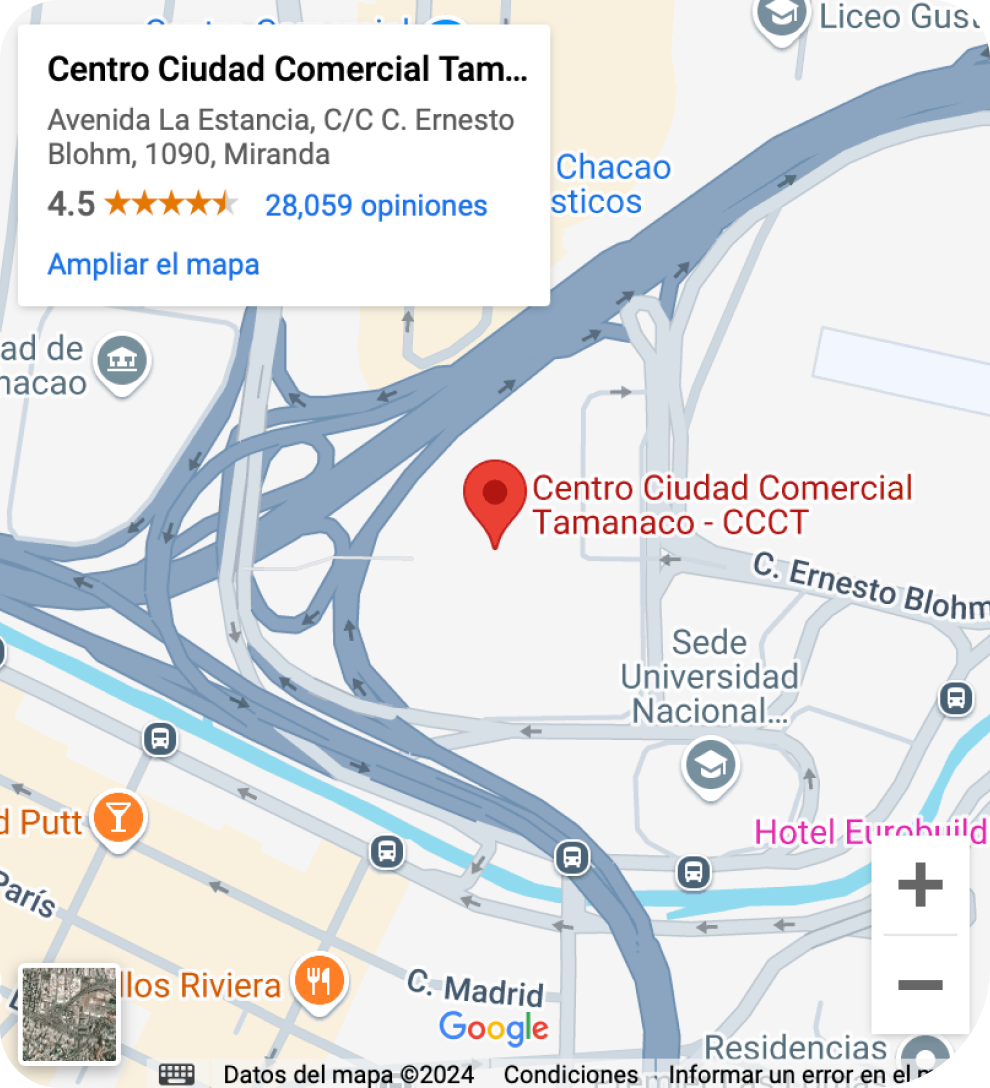 Liceo Gust
Centro Ciudad Comercial Tam...
Avenida La Estancia, C/C C. Ernesto
Blohm, 1090, Miranda
4.5 28,059 opiniones
Ampliar el mapa
Chacao
sticos
ad de
hacao
Centro Ciudad Comercial
Tamanaco - CCCT
C. Ernesto Blohm
Sede
Universidad
Nacional...
d Putt
Hotel Eurobuild
París
llos Riviera
C. Madrid
Google
Residencias
Datos del mapa ©2024 Condiciones Informar un error en el m